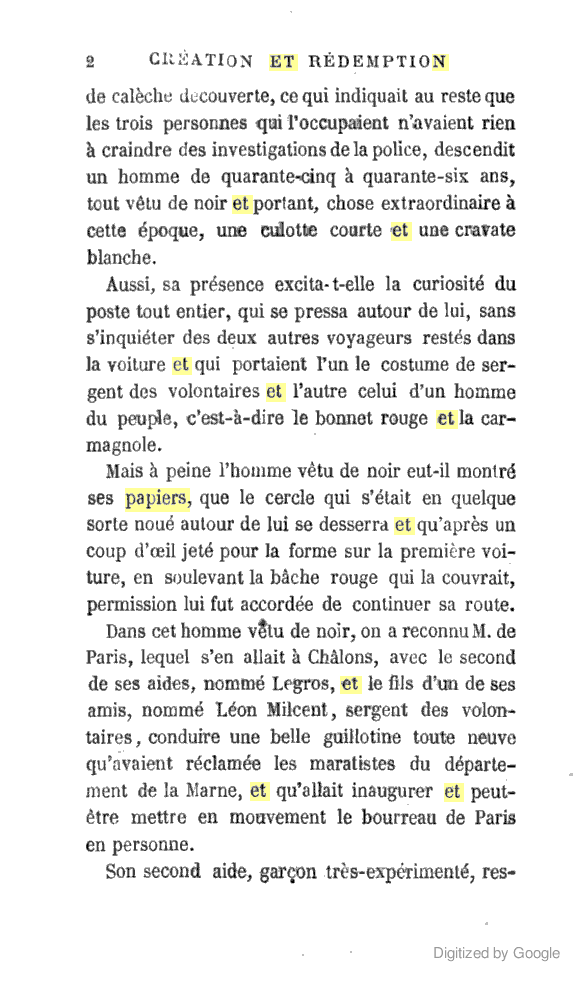 2 CRÉATION ET RÉDEMPTION
de calèche découverte, ce qui indiquait au reste que
les trois personnes qui l'occupaient n'avaient rien
à craindre des investigations de la police, descendit
un homme de quarante-cinq à quarante-six ans,
tout vêtu de noir et portant, chose extraordinaire à
cette époque, une culotte courte et une cravate
blanche.
Aussi, sa présence excita-t-elle la curiosité du
poste tout entier, qui se pressa autour de lui, sans
s'inquiéter des deux autres voyageurs restés dans
la voiture et qui portaient l'un le costume de ser-
gent des volontaires et l'autre celui d'un homme
du peuple, c'est-à-dire le bonnet rouge et la car-
magnole.
Mais à peine l'homme vêtu de noir eut-il montré
ses papiers, que le cercle qui s'était en quelque
sorte noué autour de lui se desserra et qu'après un
coup d'œil jeté pour la forme sur la première voi-
ture, en soulevant la bâche rouge qui la couvrait,
permission lui fut accordée de continuer sa route.
Dans cet homme vêtu de noir, on a reconnu M. de
Paris, lequel s'en allait à Châlons, avec le second
de ses aides, nommé Legros, et le fils d'un de ses
amis, nommé Léon Milcent, sergent des volon-
taires, conduire une belle guillotine toute neuve
qu'avaient réclamée les maratistes du départe-
ment de la Marne, et qu'allait inaugurer et peut-
être mettre en mouvement le bourreau de Paris
en personne.
Son second aide, garçon très-expérimenté, res-
Digitized by Google